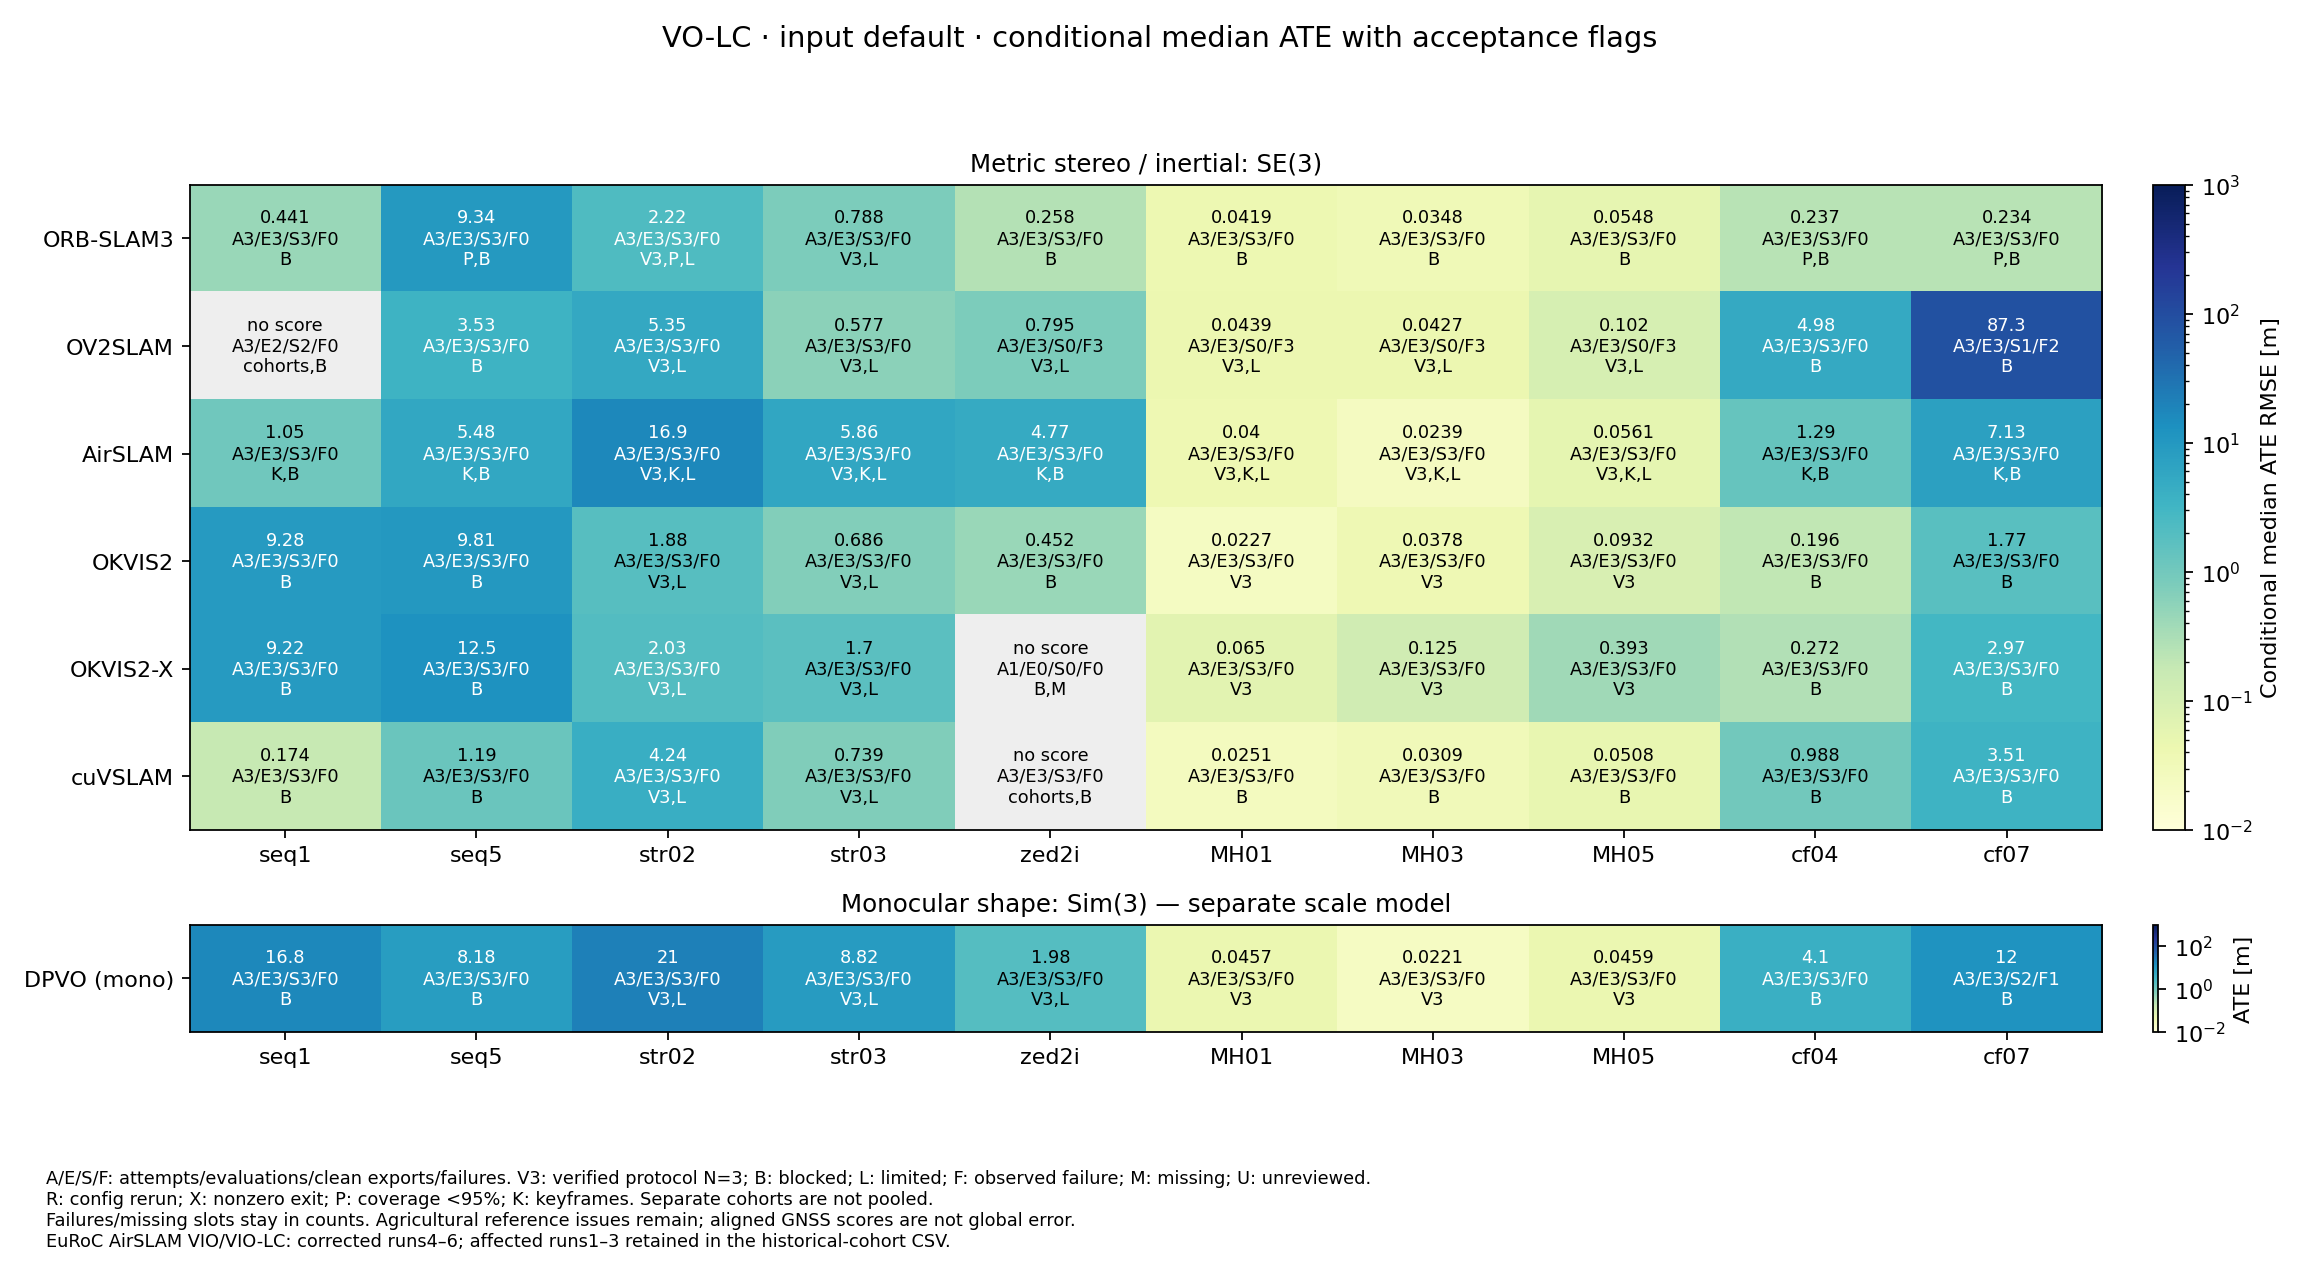 VO-LC · input default · conditional median ATE with acceptance flags
Metric stereo / inertial: SE(3)
ORB-SLAM3
0.441
A3/E3/S3/F0
B
9.34
A3/E3/S3/F0
P,B
2.22
A3/E3/S3/F0
V3,P,L
0.788
A3/E3/S3/F0
V3,L
0.258
A3/E3/S3/F0
B
0.0419
A3/E3/S3/F0
B
0.0348
A3/E3/S3/F0
B
0.0548
A3/E3/S3/F0
B
0.237
A3/E3/S3/F0
P,B
0.234
A3/E3/S3/F0
P,B
OV2SLAM
no score
A3/E2/S2/F0
cohorts,B
3.53
A3/E3/S3/F0
B
5.35
A3/E3/S3/F0
V3,L
0.577
A3/E3/S3/F0
V3,L
0.795
A3/E3/S0/F3
V3,L
0.0439
A3/E3/S0/F3
V3,L
0.0427
A3/E3/S0/F3
V3,L
0.102
A3/E3/S0/F3
V3,L
4.98
A3/E3/S3/F0
B
87.3
A3/E3/S1/F2
B
AirSLAM
1.05
A3/E3/S3/F0
K,B
5.48
A3/E3/S3/F0
K,B
16.9
A3/E3/S3/F0
V3,K,L
5.86
A3/E3/S3/F0
V3,K,L
4.77
A3/E3/S3/F0
K,B
0.04
A3/E3/S3/F0
V3,K,L
0.0239
A3/E3/S3/F0
V3,K,L
0.0561
A3/E3/S3/F0
V3,K,L
1.29
A3/E3/S3/F0
K,B
7.13
A3/E3/S3/F0
K,B
OKVIS2
9.28
A3/E3/S3/F0
B
9.81
A3/E3/S3/F0
B
1.88
A3/E3/S3/F0
V3,L
0.686
A3/E3/S3/F0
V3,L
0.452
A3/E3/S3/F0
B
0.0227
A3/E3/S3/F0
V3
0.0378
A3/E3/S3/F0
V3
0.0932
A3/E3/S3/F0
V3
0.196
A3/E3/S3/F0
B
1.77
A3/E3/S3/F0
B
OKVIS2-X
9.22
A3/E3/S3/F0
B
12.5
A3/E3/S3/F0
B
2.03
A3/E3/S3/F0
V3,L
1.7
A3/E3/S3/F0
V3,L
no score
A1/E0/S0/F0
B,M
0.065
A3/E3/S3/F0
V3
0.125
A3/E3/S3/F0
V3
0.393
A3/E3/S3/F0
V3
0.272
A3/E3/S3/F0
B
2.97
A3/E3/S3/F0
B
cuVSLAM
0.174
A3/E3/S3/F0
B
1.19
A3/E3/S3/F0
B
4.24
A3/E3/S3/F0
V3,L
0.739
A3/E3/S3/F0
V3,L
no score
A3/E3/S3/F0
cohorts,B
0.0251
A3/E3/S3/F0
B
0.0309
A3/E3/S3/F0
B
0.0508
A3/E3/S3/F0
B
0.988
A3/E3/S3/F0
B
3.51
A3/E3/S3/F0
B
seq1 seq5 str02 str03 zed2i MH01 MH03 MH05 cf04 cf07
10³
10²
10¹
10⁰
10⁻¹
10⁻²
Conditional median ATE RMSE [m]
Monocular shape: Sim(3) — separate scale model
DPVO (mono)
16.8
A3/E3/S3/F0
B
8.18
A3/E3/S3/F0
B
21
A3/E3/S3/F0
V3,L
8.82
A3/E3/S3/F0
V3,L
1.98
A3/E3/S3/F0
V3,L
0.0457
A3/E3/S3/F0
V3
0.0221
A3/E3/S3/F0
V3
0.0459
A3/E3/S3/F0
V3
4.1
A3/E3/S3/F0
B
12
A3/E3/S2/F1
B
seq1 seq5 str02 str03 zed2i MH01 MH03 MH05 cf04 cf07
10²
10⁰
10⁻²
ATE [m]
A/E/S/F: attempts/evaluations/clean exports/failures. V3: verified protocol N=3; B: blocked; L: limited; F: observed failure; M: missing; U: unreviewed.
R: config rerun; X: nonzero exit; P: coverage <95%; K: keyframes. Separate cohorts are not pooled.
Failures/missing slots stay in counts. Agricultural reference issues remain; aligned GNSS scores are not global error.
EuRoC AirSLAM VIO/VIO-LC: corrected runs4–6; affected runs1–3 retained in the historical-cohort CSV.